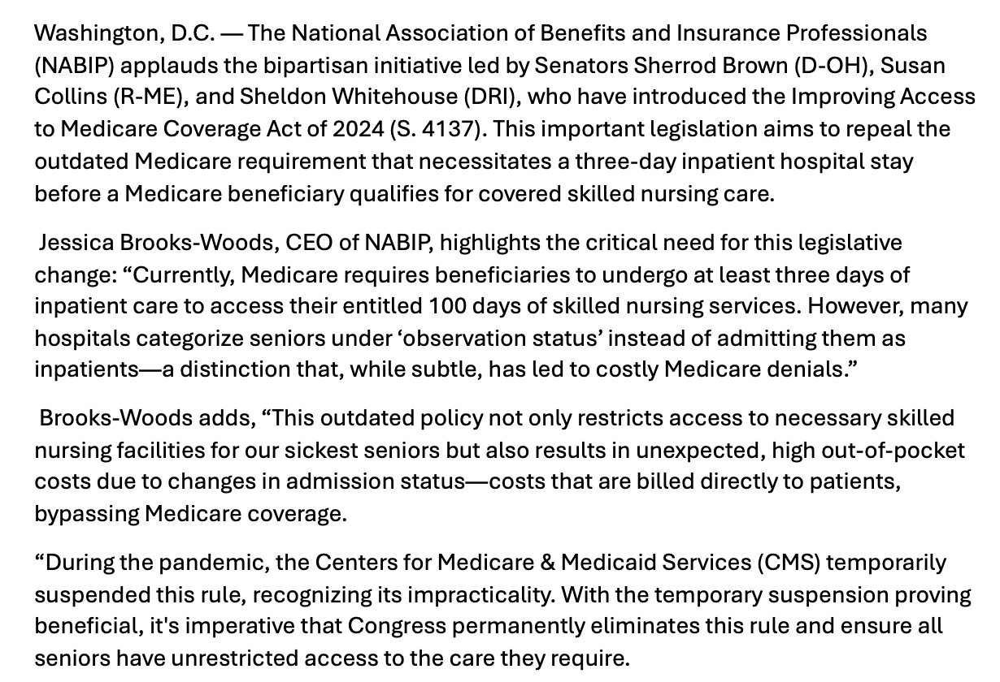 Washington, D.C. — The National Association of Benefits and Insurance Professionals
(NABIP) applauds the bipartisan initiative led by Senators Sherrod Brown (D-OH), Susan
Collins (R-ME), and Sheldon Whitehouse (DRI), who have introduced the Improving Access
to Medicare Coverage Act of 2024 (S. 4137). This important legislation aims to repeal the
outdated Medicare requirement that necessitates a three-day inpatient hospital stay
before a Medicare beneficiary qualifies for covered skilled nursing care.
Jessica Brooks-Woods, CEO of NABIP, highlights the critical need for this legislative
change: “Currently, Medicare requires beneficiaries to undergo at least three days of
inpatient care to access their entitled 100 days of skilled nursing services. However, many
hospitals categorize seniors under ‘observation status’ instead of admitting them as
inpatients—a distinction that, while subtle, has led to costly Medicare denials.”
Brooks-Woods adds, “This outdated policy not only restricts access to necessary skilled
nursing facilities for our sickest seniors but also results in unexpected, high out-of-pocket
costs due to changes in admission status—costs that are billed directly to patients,
bypassing Medicare coverage.
“During the pandemic, the Centers for Medicare & Medicaid Services (CMS) temporarily
suspended this rule, recognizing its impracticality. With the temporary suspension proving
beneficial, it's imperative that Congress permanently eliminates this rule and ensure all
seniors have unrestricted access to the care they require.